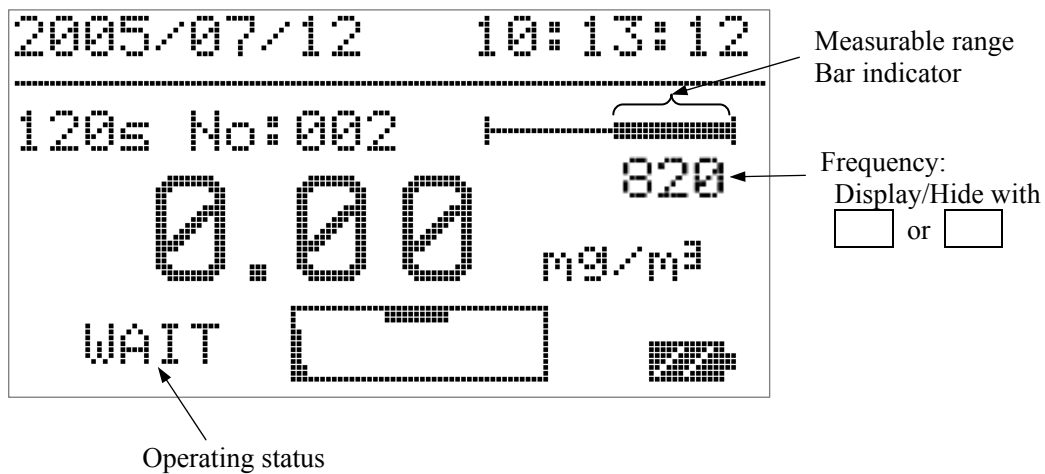 2005/07/12 10:13:12
Measurable range
Bar indicator
120s No:002
820
Frequency:
Display/Hide with
or
0.00 mg/m³
WAIT
Operating status